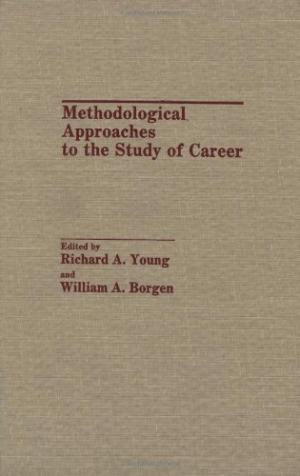 Methodological
Approaches
to the Study of Career
Edited by
Richard A. Young
and
William A. Borgen